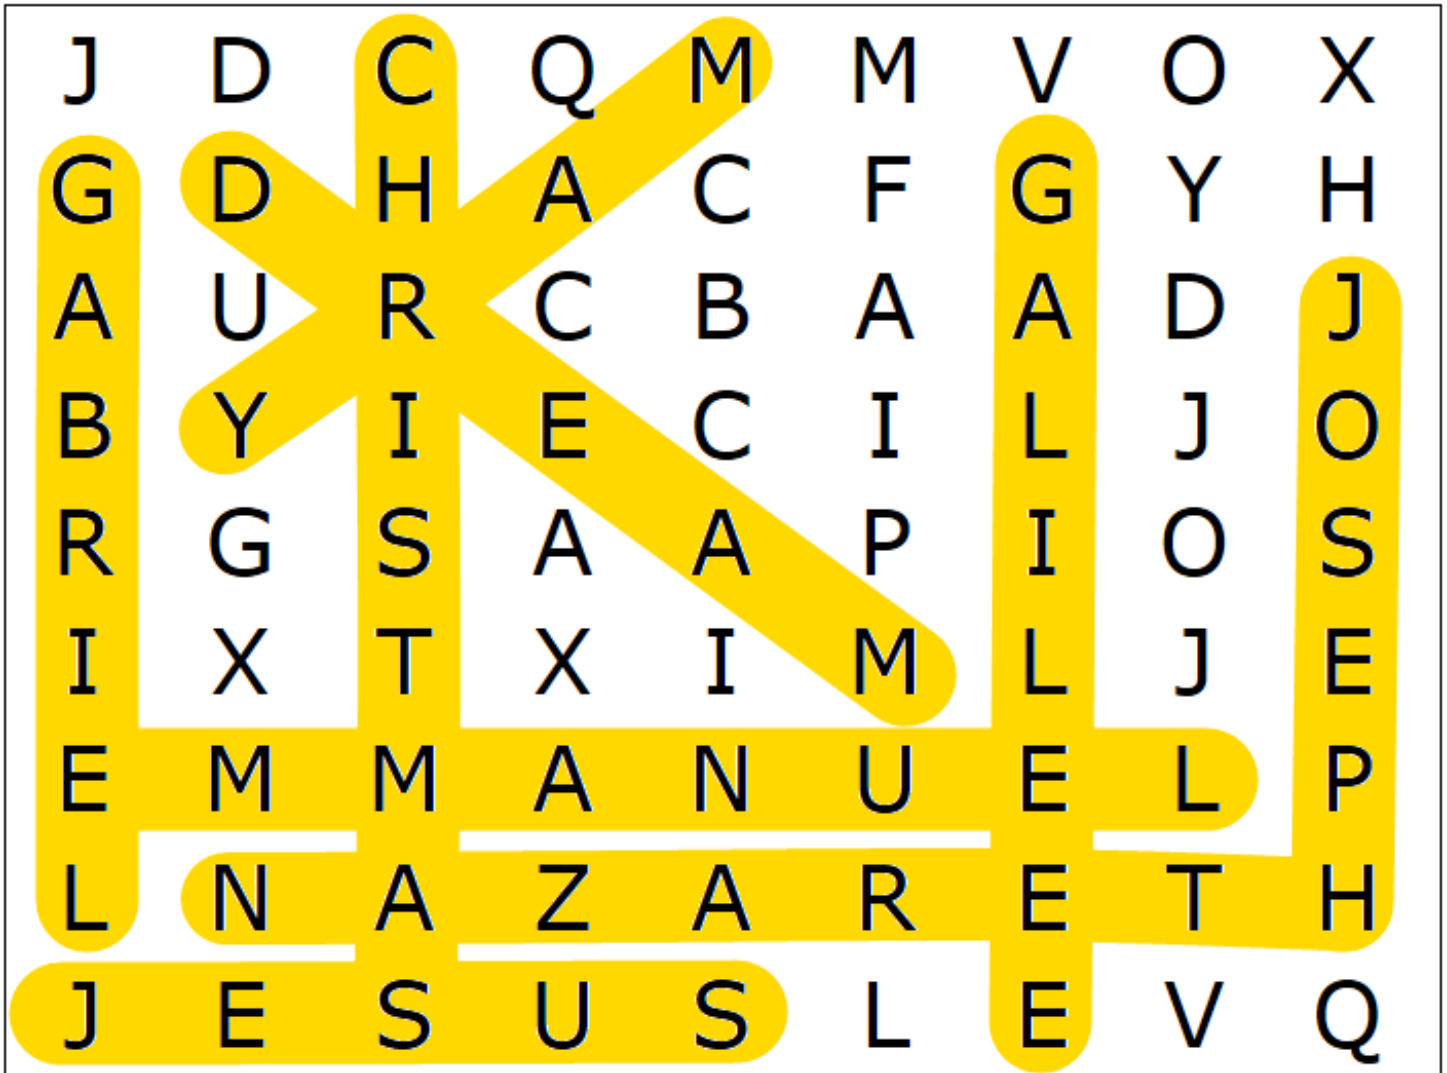 J D C Q M M V O X
G D H A C F G Y H
A U R C B A A D J
B Y I E C I L J O
R G S A A P I O S
I X T X I M L J E
E M M A N U E L P
L N A Z A R E T H
J E S U S L E V Q